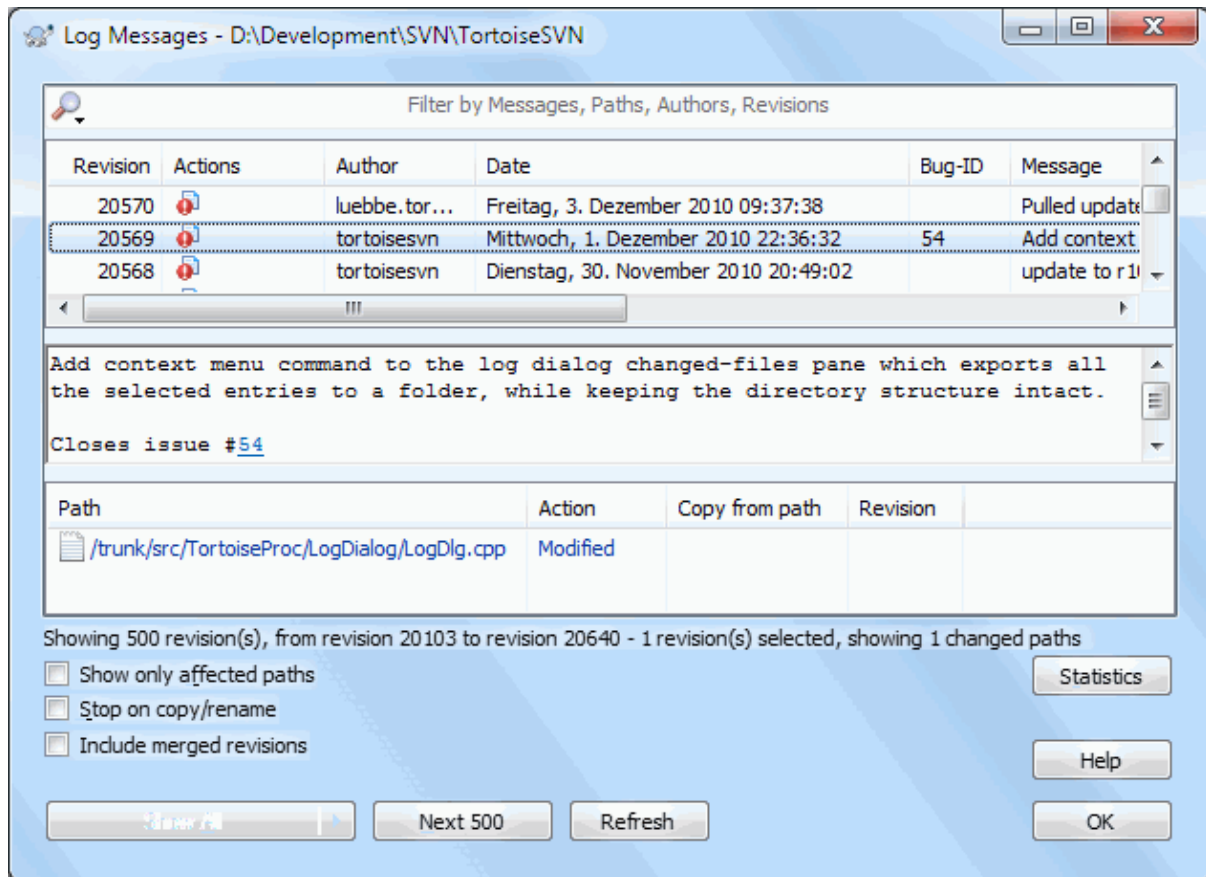 Log Messages - D:\Development\SVN\TortoiseSVN
Filter by Messages, Paths, Authors, Revisions
Revision Actions Author Date Bug-ID Message
20570 luebbe.tor... Freitag, 3. Dezember 2010 09:37:38 Pulled update
20569 tortoisesvn Mittwoch, 1. Dezember 2010 22:36:32 54 Add context
20568 tortoisesvn Dienstag, 30. November 2010 20:49:02 update to
Add context menu command to the log dialog changed-files pane which exports all
the selected entries to a folder, while keeping the directory structure intact.
Closes issue #54
Path Action Copy from path Revision
/trunk/src/TortoiseProc/LogDialog/LogDlg.cpp Modified
Showing 500 revision(s), from revision 20103 to revision 20640 - 1 revision(s) selected, showing 1 changed paths
Show only affected paths
Statistics
Stop on copy/rename
Include merged revisions
Help
Next 500 Refresh OK